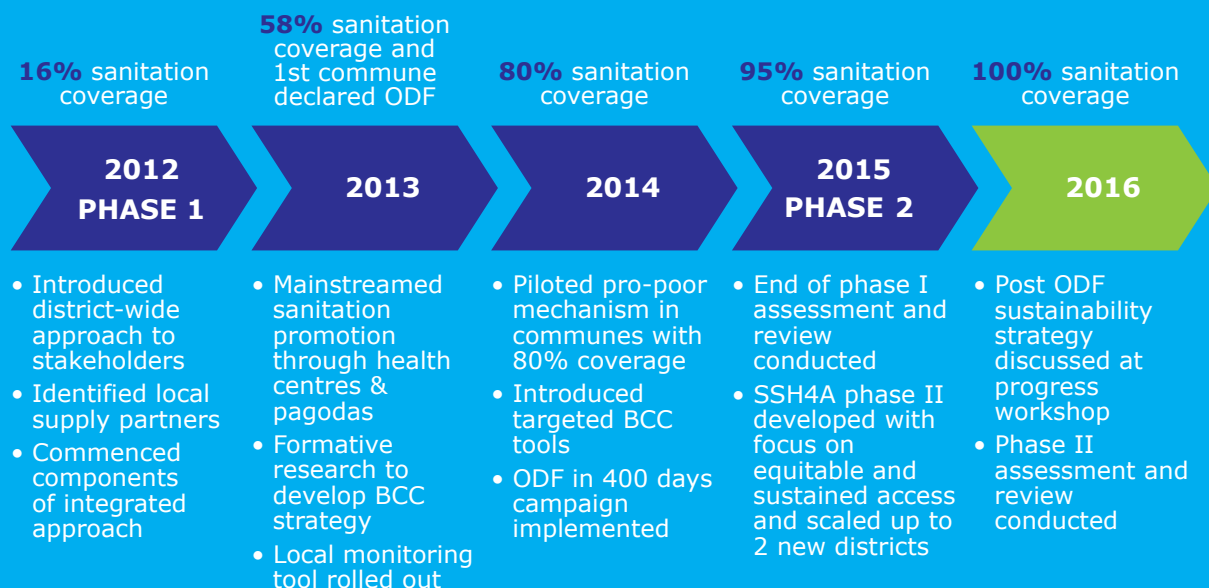 16% sanitation
coverage
58% sanitation
coverage and
1st commune
declared ODF
80% sanitation
coverage
95% sanitation
coverage
100% sanitation
coverage
2012
PHASE 1
2013
2014
2015
PHASE 2
2016
• Introduced
district-wide
approach to
stakeholders
• Identified local
supply partners
• Commenced
components
of integrated
approach
• Mainstreamed
sanitation
promotion
through health
centres &
pagodas
• Formative
research to
develop BCC
strategy
• Local monitoring
tool rolled out
• Piloted pro-poor
mechanism in
communes with
80% coverage
• Introduced
targeted BCC
tools
• ODF in 400 days
campaign
implemented
• End of phase I
assessment and
review
conducted
• SSH4A phase II
developed with
focus on
equitable and
sustained access
and scaled up to
2 new districts
• Post ODF
sustainability
strategy
discussed at
progress
workshop
• Phase II
assessment and
review
conducted